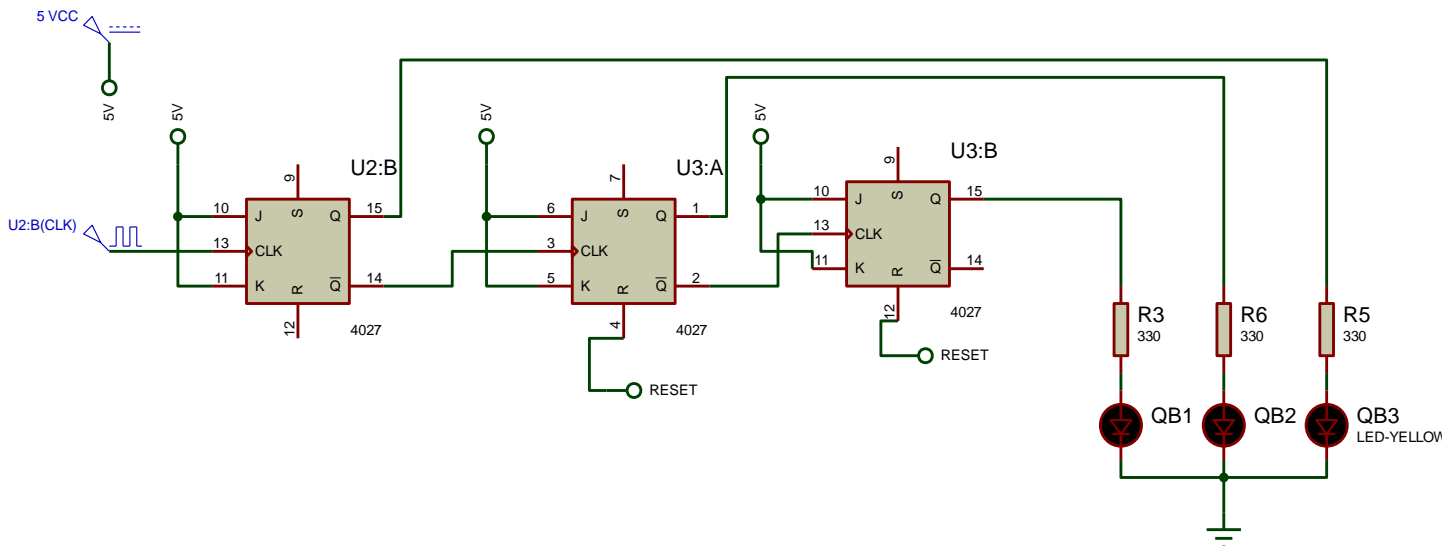 5 VCC
5V
5V
5V
5V
U2:B
U3:A
U3:B
U2:B(CLK)
9
10
J
S
Q
15
13
CLK
11
K
R
Q
14
12
4027
7
6
J
S
Q
1
3
CLK
5
K
R
Q
2
4
4027
RESET
9
10
J
S
Q
15
13
CLK
11
K
R
Q
14
12
4027
RESET
R3
330
R6
330
R5
330
QB1
QB2
QB3
LED-YELLOW